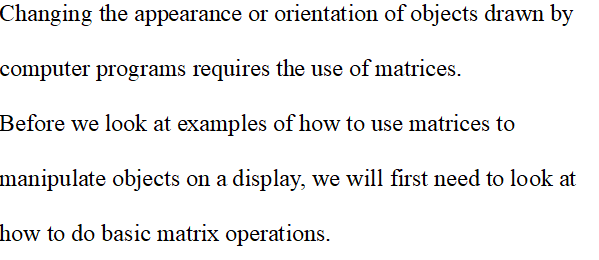 Changing the appearance or orientation of objects drawn by
computer programs requires the use of matrices.
Before we look at examples of how to use matrices to
manipulate objects on a display, we will first need to look at
how to do basic matrix operations.